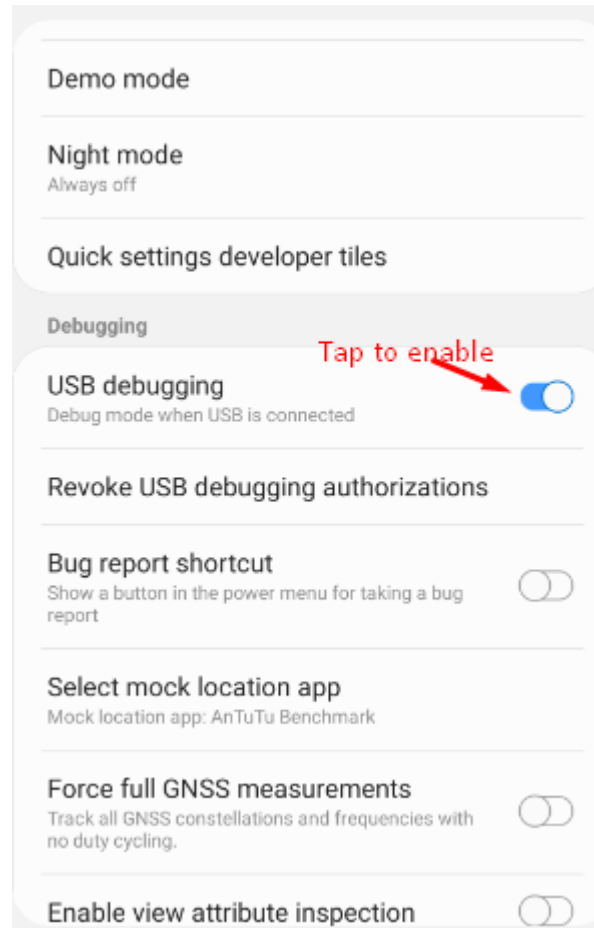 Demo mode
Night mode
Always off
Quick settings developer tiles
Debugging
Tap to enable
USB debugging
Debug mode when USB is connected
Revoke USB debugging authorizations
Bug report shortcut
Show a button in the power menu for taking a bug
report
Select mock location app
Mock location app: AnTuTu Benchmark
Force full GNSS measurements
Track all GNSS constellations and frequencies with
no duty cycling.
Enable view attribute inspection